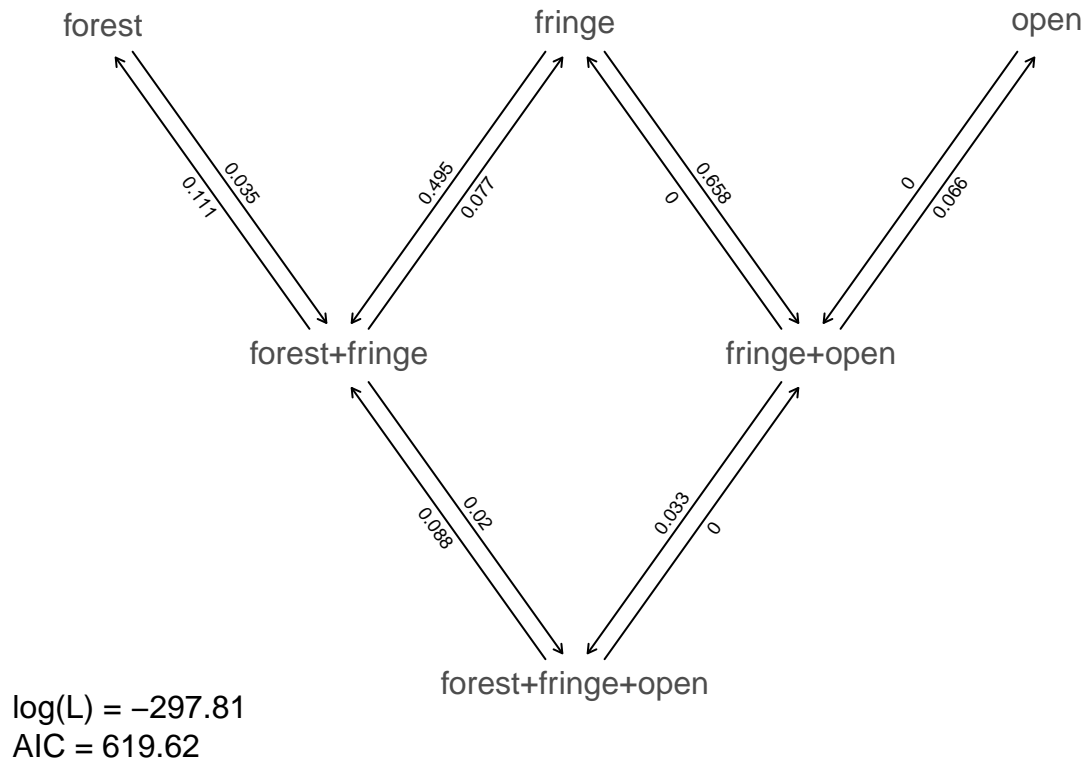 forest
fringe
open
0.035
0.111
0.495
0.077
0.658
0
0
0.066
forest+fringe
fringe+open
0.02
0.088
0.033
0
forest+fringe+open
log(L) = −297.81
AIC = 619.62